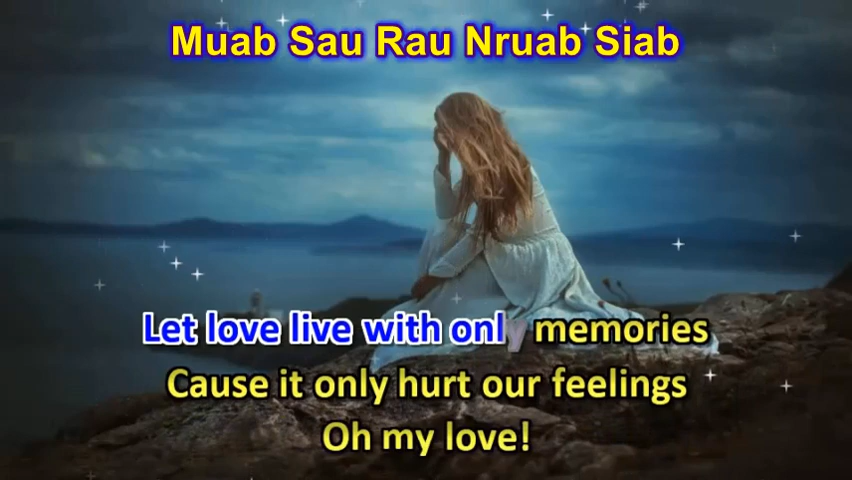 Muab Sau Rau Nruab Siab
Let love live with only memories
Cause it only hurt our feelings
Oh my love!